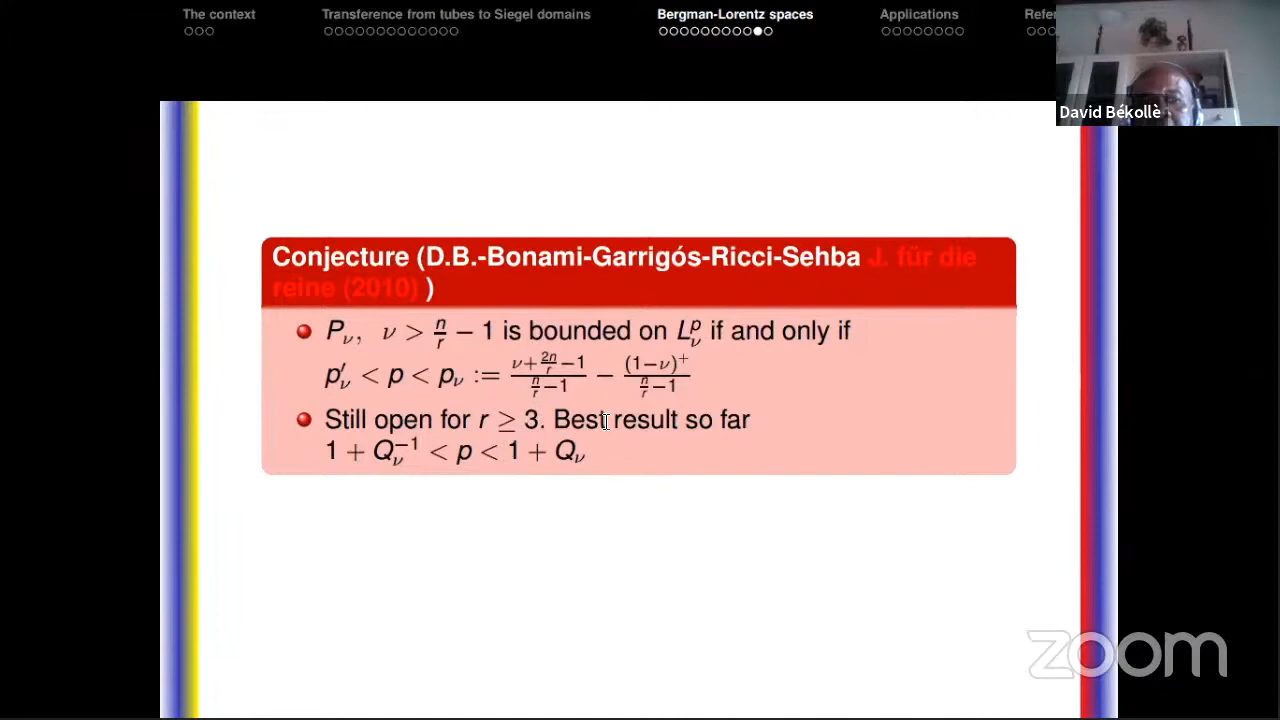 The context Transference from tubes to Siegel domains Bergman-Lorentz spaces Applications Refe
David Békollè
Conjecture (D.B.-Bonami-Garrigós-Ricci-Sehba J. für die
reine (2010) )
P_ν, ν > n/r − 1 is bounded on L^p_ν if and only if
p′_ν < p < p_ν := (ν + 2n/r − 1)/(n/r − 1) − (1−ν)^+/(n/r − 1)
Still open for r ≥ 3. Best result so far
1 + Q_ν^{−1} < p < 1 + Q_ν
zoom